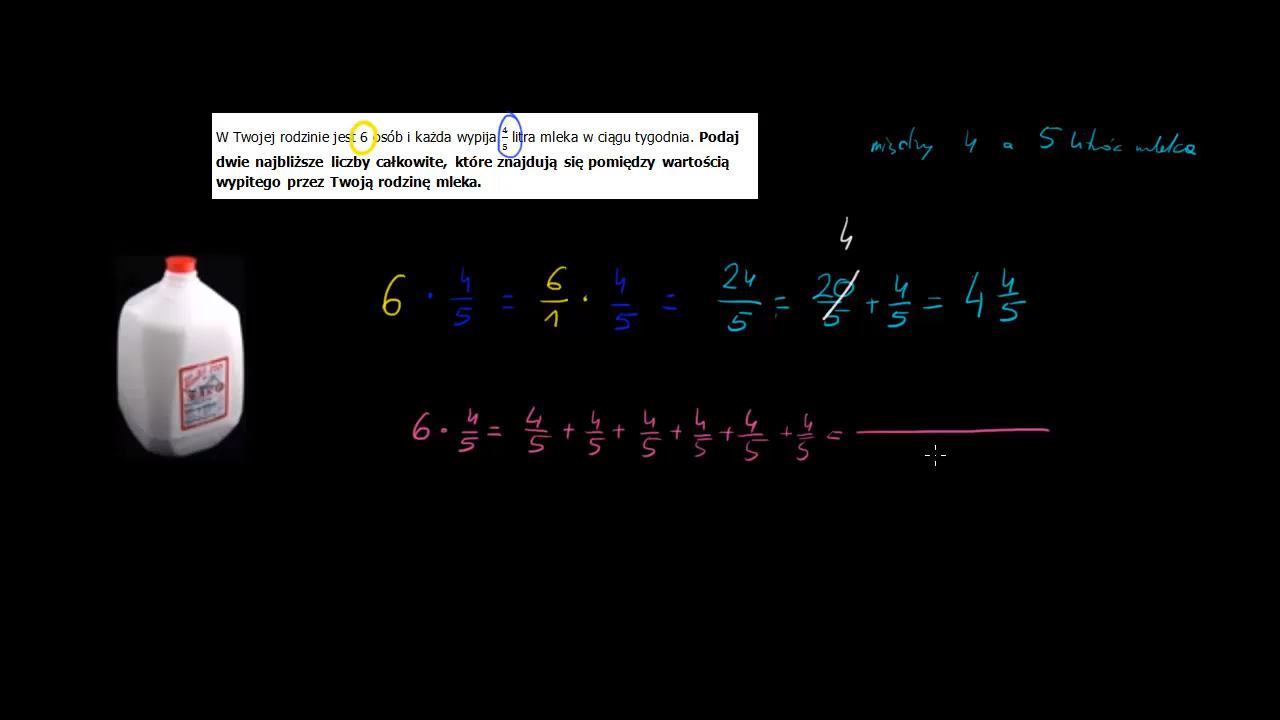 W Twojej rodzinie jest 6 osób i każda wypija 4/5 litra mleka w ciągu tygodnia. Podaj
dwie najbliższe liczby całkowite, które znajdują się pomiędzy wartością
wypitego przez Twoją rodzinę mleka.
między 4 a 5 litrów mleka
4
6 · 4/5 = 6/1 · 4/5 = 24/5 = 20/5 + 4/5 = 4 4/5
6 · 4/5 = 4/5 + 4/5 + 4/5 + 4/5 + 4/5 + 4/5 =